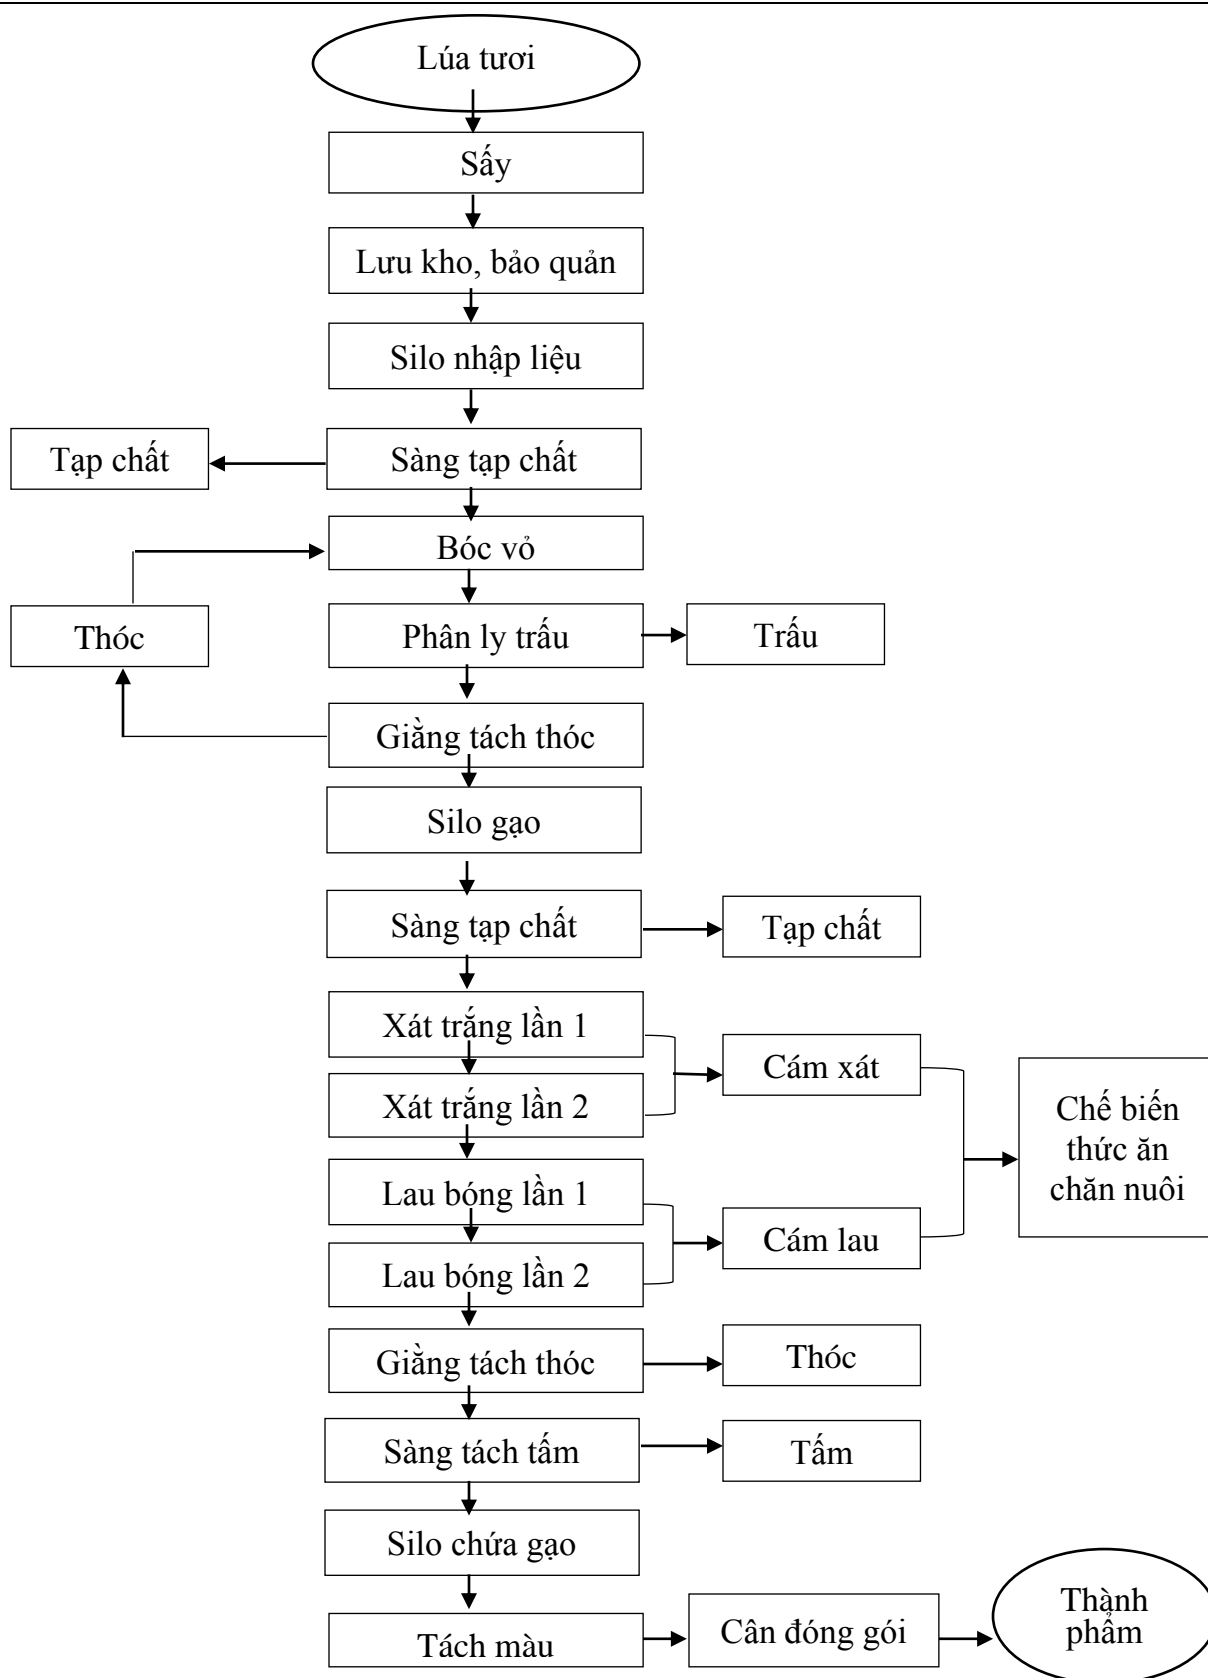 Lúa tươi
Sấy
Lưu kho, bảo quản
Silo nhập liệu
Tạp chất
Sàng tạp chất
Bóc vỏ
Thóc
Phân ly trấu
Trấu
Giằng tách thóc
Silo gạo
Sàng tạp chất
Tạp chất
Xát trắng lần 1
Cám xát
Xát trắng lần 2
Chế biến
thức ăn
chăn nuôi
Lau bóng lần 1
Cám lau
Lau bóng lần 2
Giằng tách thóc
Thóc
Sàng tách tấm
Tấm
Silo chứa gạo
Tách màu
Cân đóng gói
Thành
phẩm